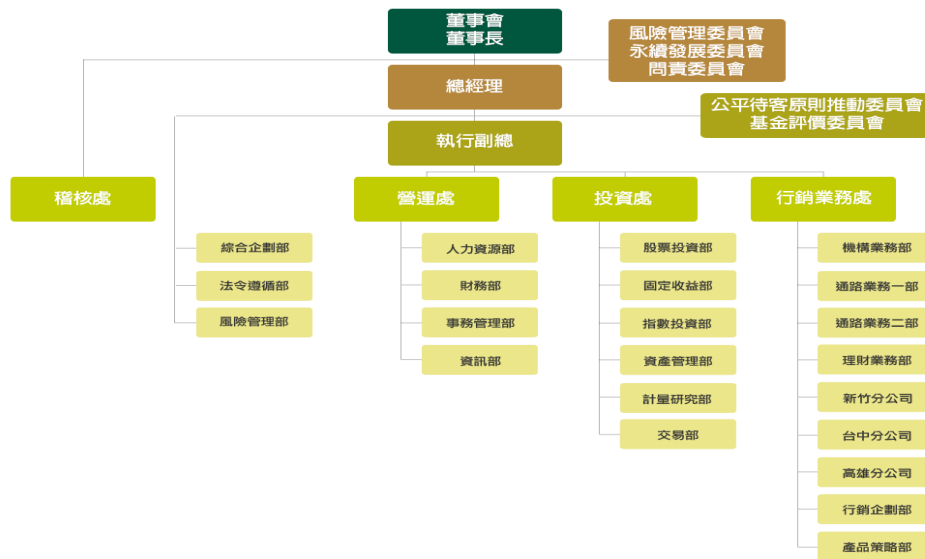 董事會
董事長
風險管理委員會
永續發展委員會
問責委員會
總經理
公平待客原則推動委員會
基金評價委員會
執行副總
稽核處
營運處
投資處
行銷業務處
綜合企劃部
法令遵循部
風險管理部
人力資源部
財務部
事務管理部
資訊部
股票投資部
固定收益部
指數投資部
資產管理部
計量研究部
交易部
機構業務部
通路業務一部
通路業務二部
理財業務部
新竹分公司
台中分公司
高雄分公司
行銷企劃部
產品策略部